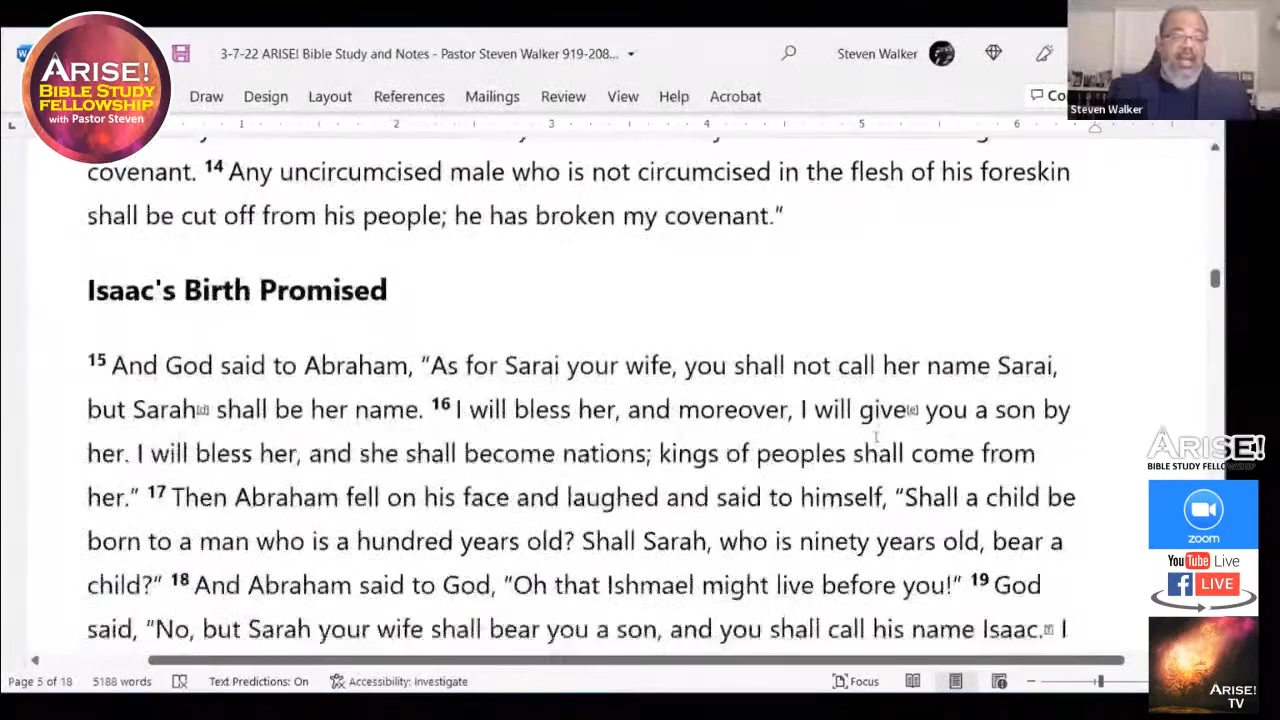 ARISE!
BIBLE STUDY
FELLOWSHIP
with Pastor Steven
3-7-22 ARISE! Bible Study and Notes - Pastor Steven Walker 919-208...
Steven Walker
Draw Design Layout References Mailings Review View Help Acrobat
Co
Steven Walker
1 2 3 4 5 6
covenant. 14 Any uncircumcised male who is not circumcised in the flesh of his foreskin
shall be cut off from his people; he has broken my covenant.”
Isaac's Birth Promised
15 And God said to Abraham, “As for Sarai your wife, you shall not call her name Sarai,
but Sarah[d] shall be her name. 16 I will bless her, and moreover, I will give[e] you a son by
her. I will bless her, and she shall become nations; kings of peoples shall come from
her.” 17 Then Abraham fell on his face and laughed and said to himself, “Shall a child be
born to a man who is a hundred years old? Shall Sarah, who is ninety years old, bear a
child?” 18 And Abraham said to God, “Oh that Ishmael might live before you!” 19 God
said, “No, but Sarah your wife shall bear you a son, and you shall call his name Isaac.[f] I
Page 5 of 18 5188 words Text Predictions: On Accessibility: Investigate Focus
ARISE!
BIBLE STUDY FELLOWSHIP
zoom
YouTube Live
f LIVE
ARISE!
TV